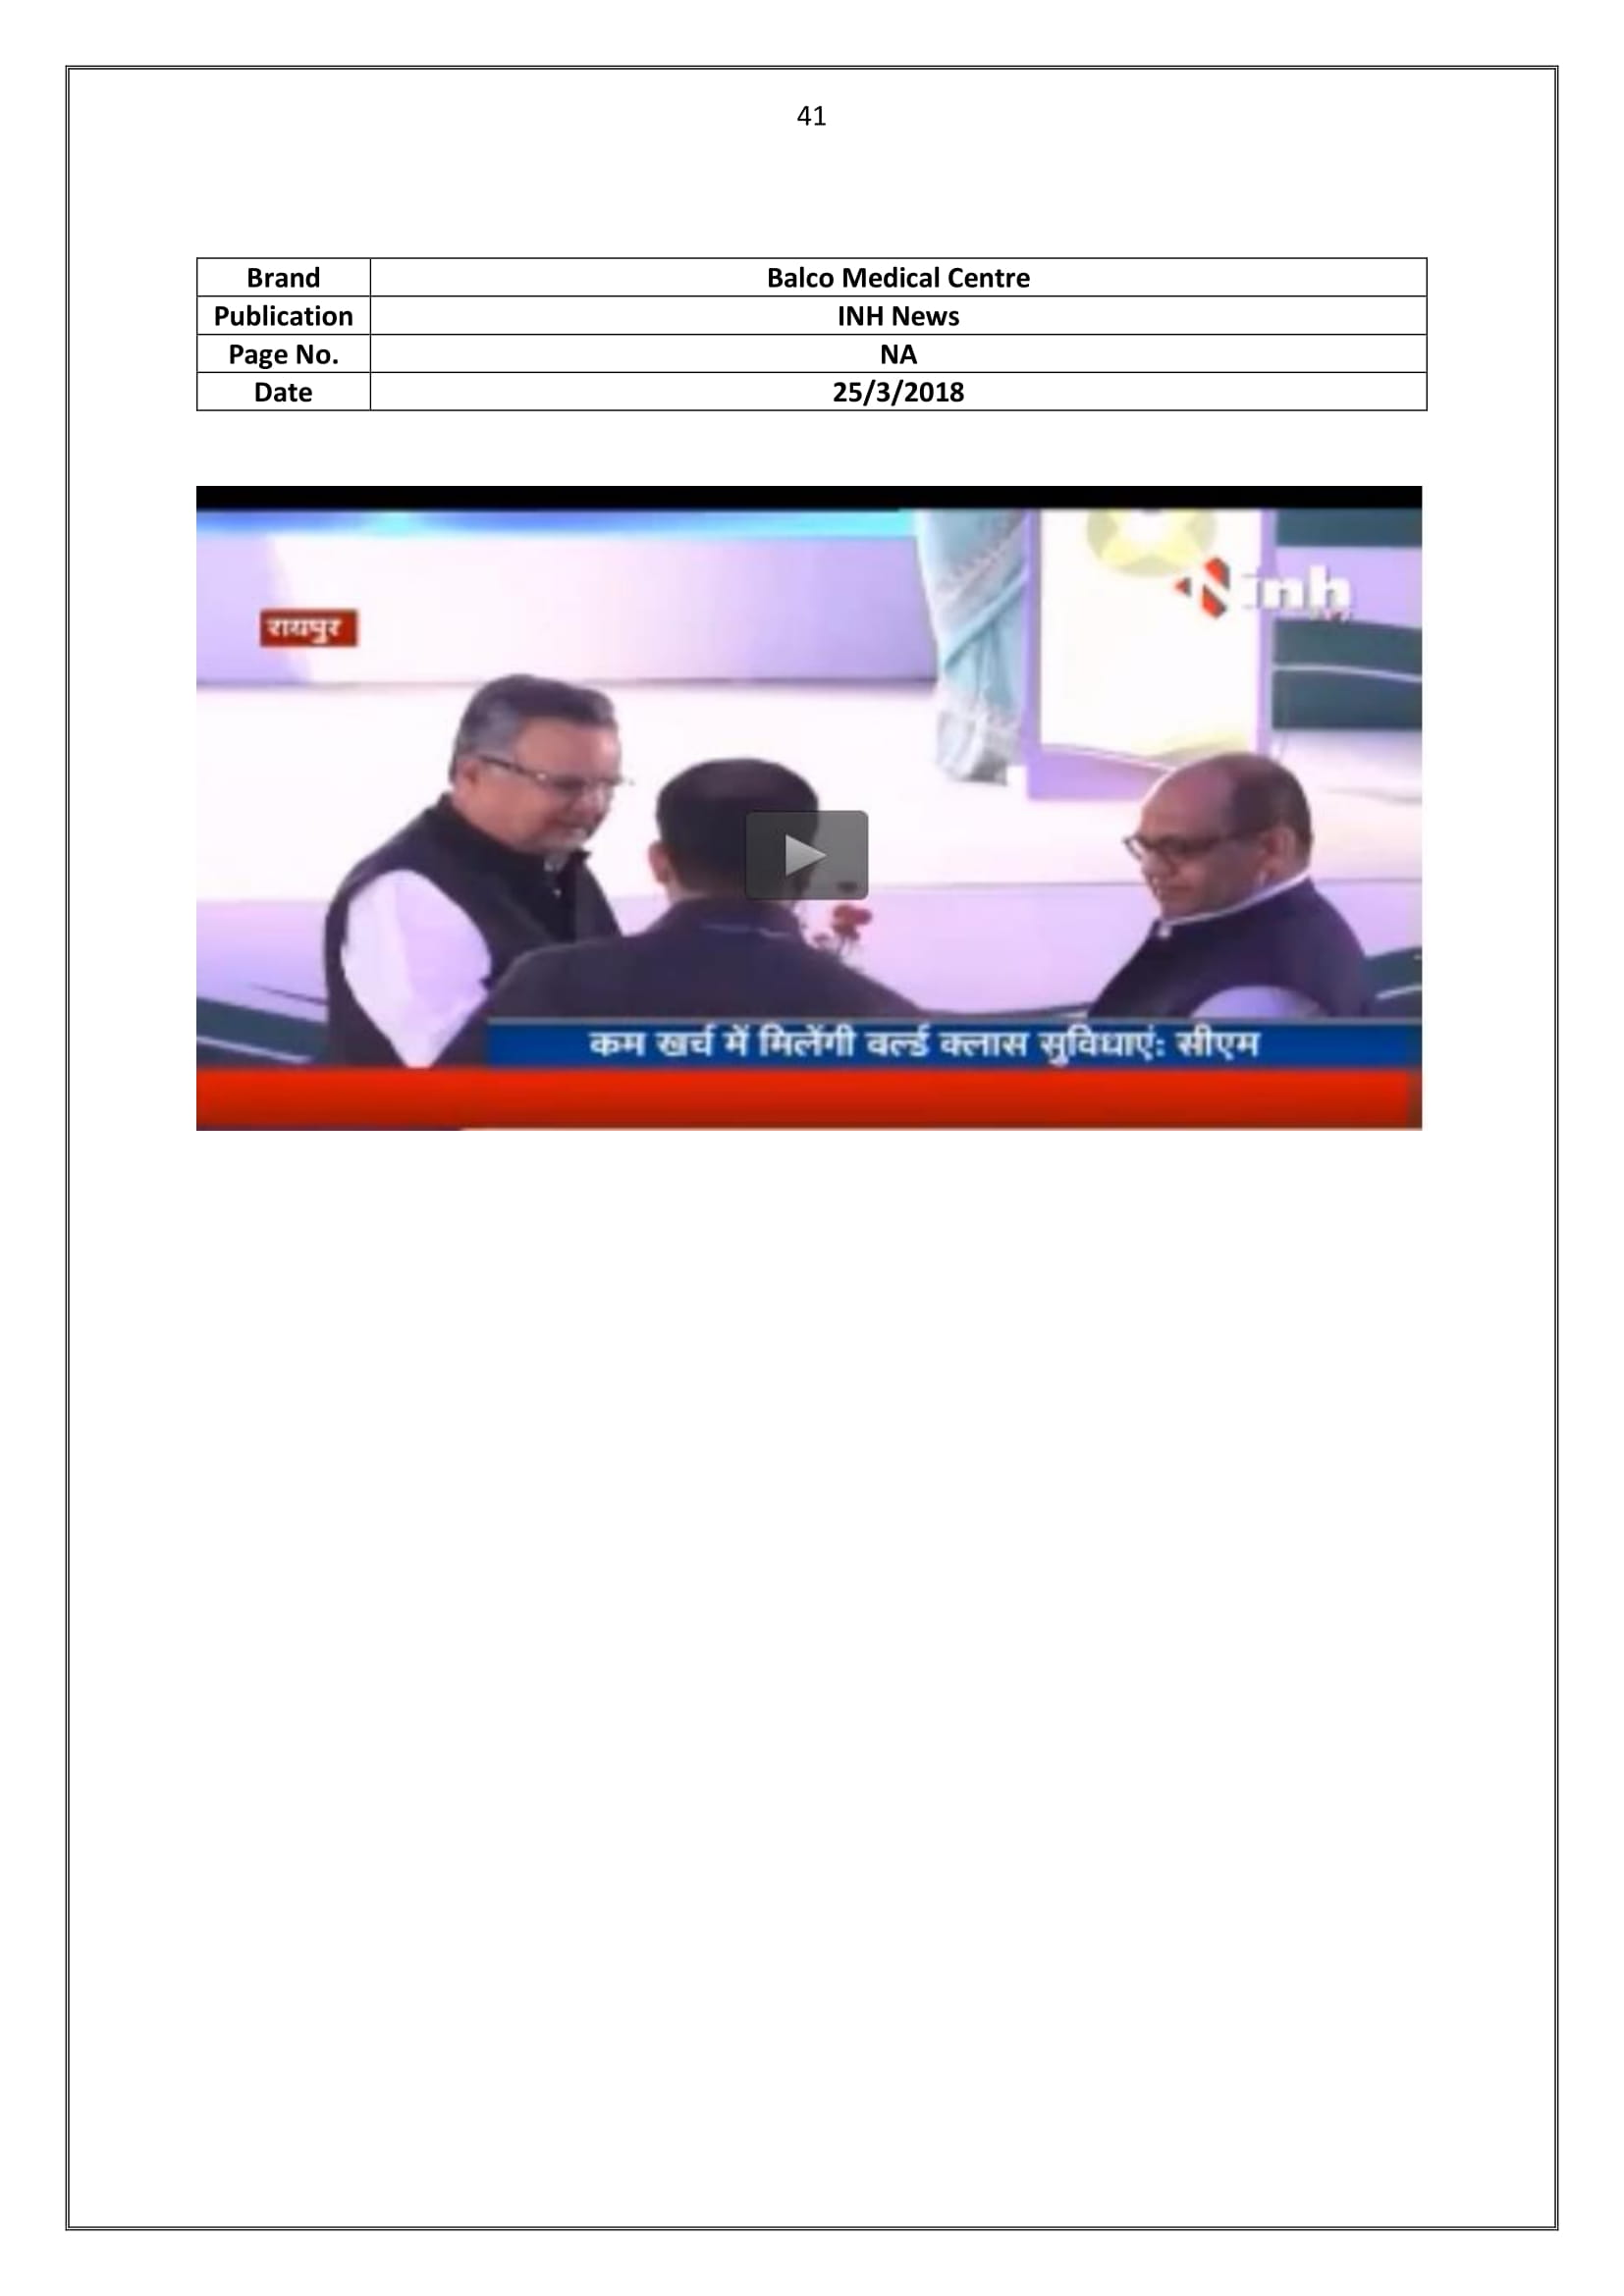 41
Brand Balco Medical Centre
Publication INH News
Page No. NA
Date 25/3/2018
रायपुर
inh
कम खर्च में मिलेंगी वर्ल्ड क्लास सुविधाएं: सीएम